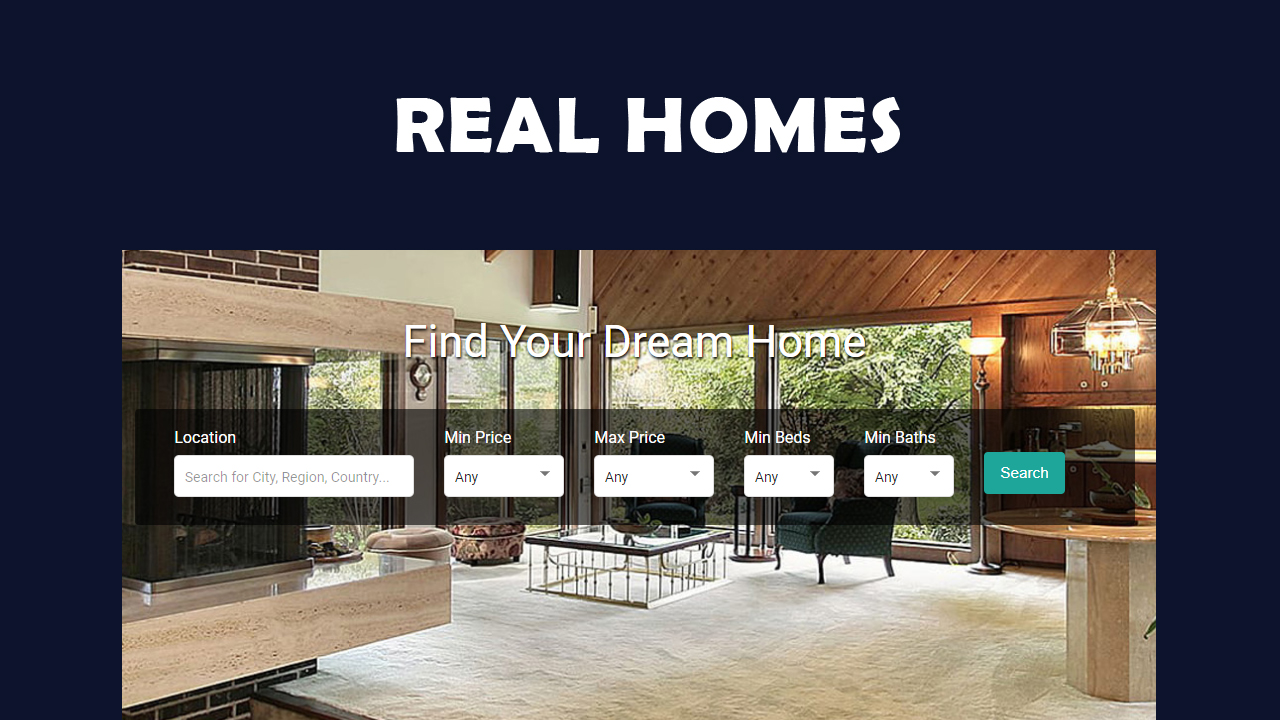 REAL HOMES
Find Your Dream Home
Location Min Price Max Price Min Beds Min Baths
Search for City, Region, Country... Any Any Any Any Search